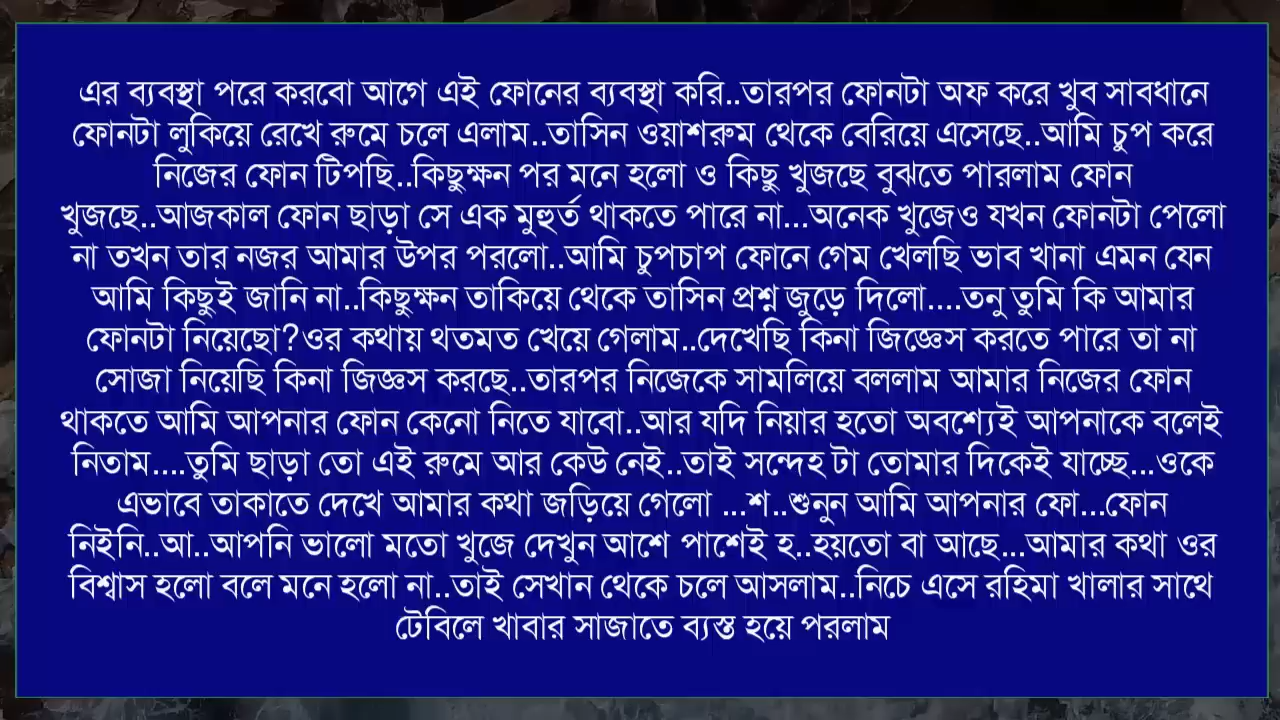 এর ব্যবস্থা পরে করবো আগে এই ফোনের ব্যবস্থা করি..তারপর ফোনটা অফ করে খুব সাবধানে
ফোনটা লুকিয়ে রেখে রুমে চলে এলাম..তাসিন ওয়াশরুম থেকে বেরিয়ে এসেছে..আমি চুপ করে
নিজের ফোন টিপছি..কিছুক্ষন পর মনে হলো ও কিছু খুজছে বুঝতে পারলাম ফোন
খুজছে..আজকাল ফোন ছাড়া সে এক মুহুর্ত থাকতে পারে না...অনেক খুজেও যখন ফোনটা পেলো
না তখন তার নজর আমার উপর পরলো..আমি চুপচাপ ফোনে গেম খেলছি ভাব খানা এমন যেন
আমি কিছুই জানি না..কিছুক্ষন তাকিয়ে থেকে তাসিন প্রশ্ন জুড়ে দিলো....তনু তুমি কি আমার
ফোনটা নিয়েছো?ওর কথায় থতমত খেয়ে গেলাম..দেখেছি কিনা জিজ্ঞেস করতে পারে তা না
সোজা নিয়েছি কিনা জিজ্ঞস করছে..তারপর নিজেকে সামলিয়ে বললাম আমার নিজের ফোন
থাকতে আমি আপনার ফোন কেনো নিতে যাবো..আর যদি নিয়ার হতো অবশ্যেই আপনাকে বলেই
নিতাম....তুমি ছাড়া তো এই রুমে আর কেউ নেই..তাই সন্দেহ টা তোমার দিকেই যাচ্ছে...ওকে
এভাবে তাকাতে দেখে আমার কথা জড়িয়ে গেলো ...শ..শুনুন আমি আপনার ফো...ফোন
নিইনি..আ..আপনি ভালো মতো খুজে দেখুন আশে পাশেই হ..হয়তো বা আছে...আমার কথা ওর
বিশ্বাস হলো বলে মনে হলো না..তাই সেখান থেকে চলে আসলাম..নিচে এসে রহিমা খালার সাথে
টেবিলে খাবার সাজাতে ব্যস্ত হয়ে পরলাম